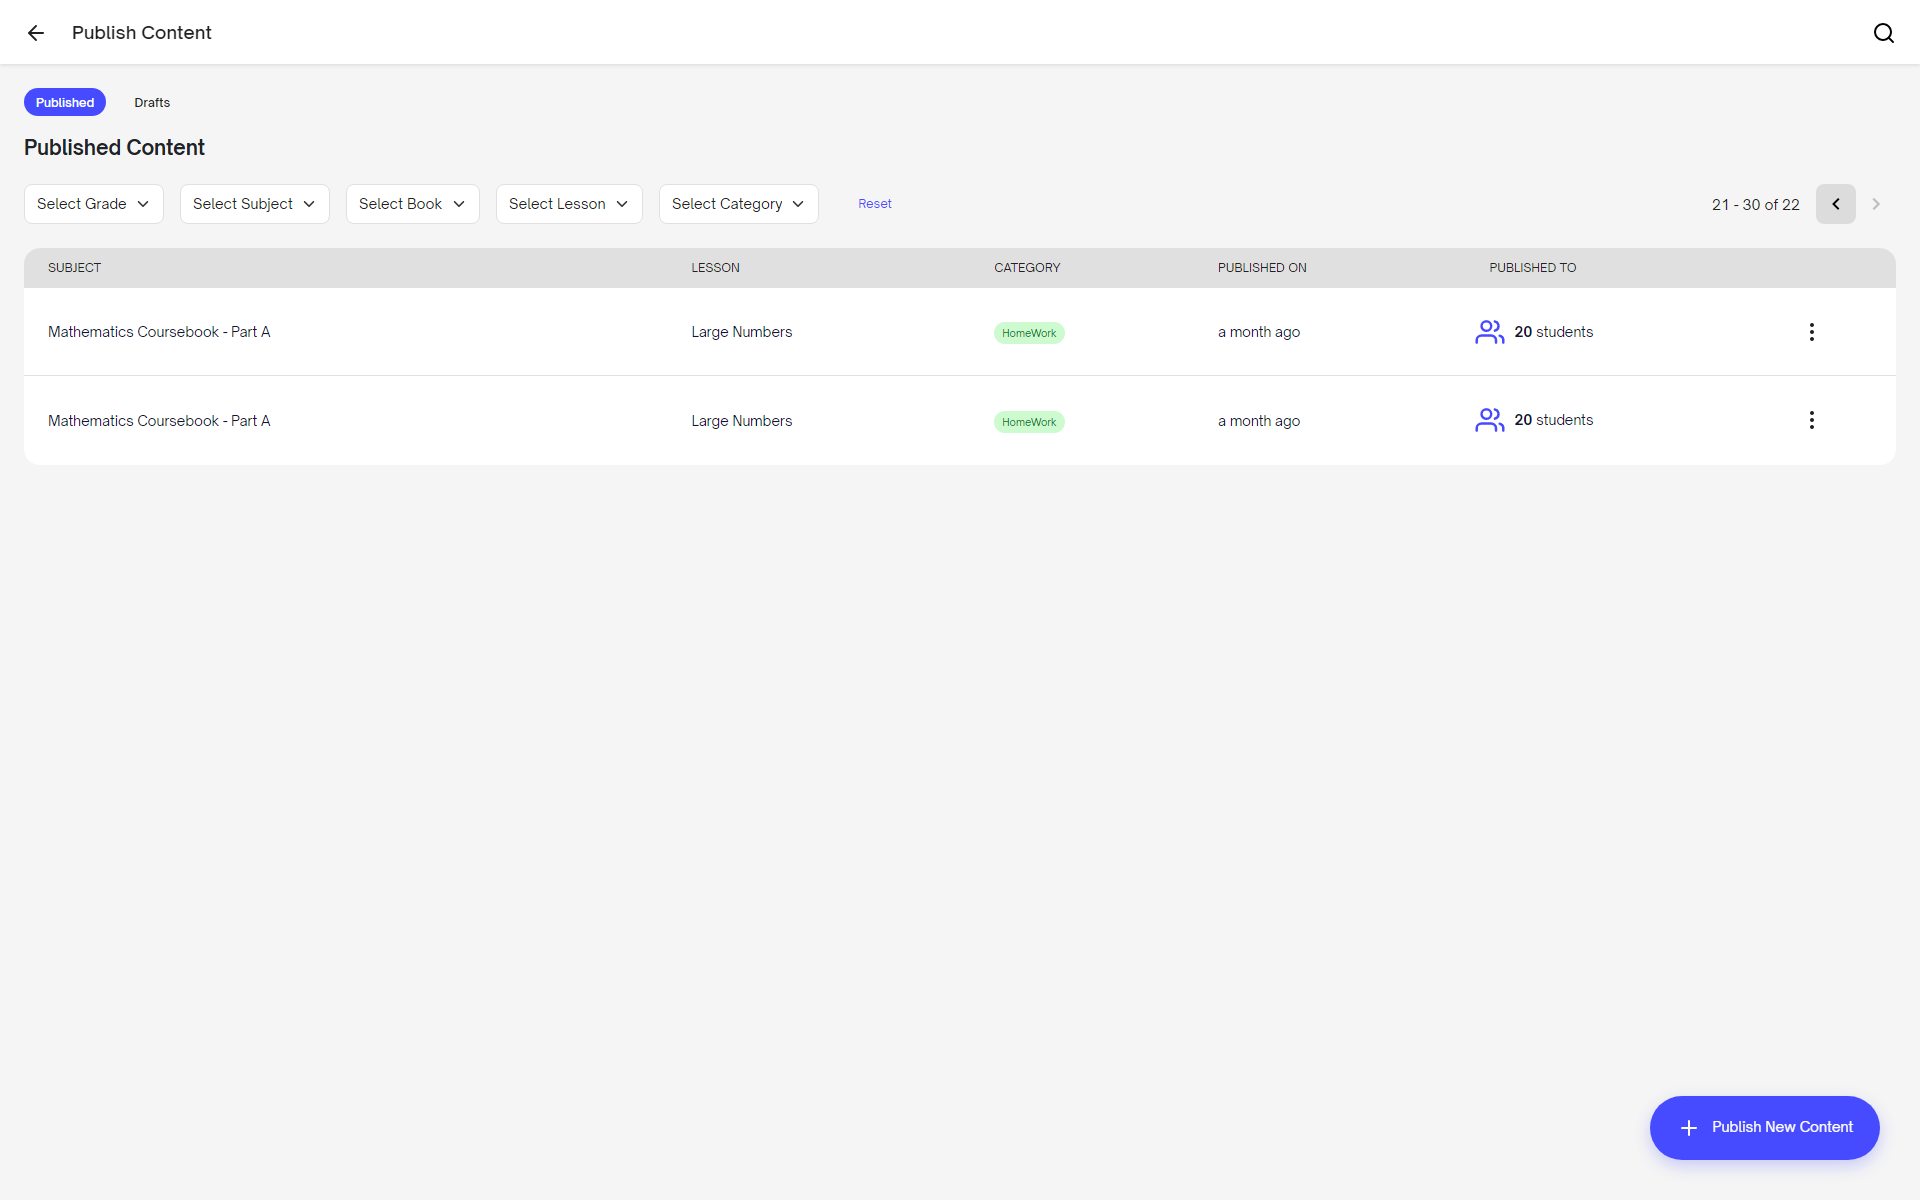 Publish Content
Published Drafts
Published Content
Select Grade Select Subject Select Book Select Lesson Select Category Reset 21 - 30 of 22
SUBJECT LESSON CATEGORY PUBLISHED ON PUBLISHED TO
Mathematics Coursebook - Part A Large Numbers HomeWork a month ago 20 students
Mathematics Coursebook - Part A Large Numbers HomeWork a month ago 20 students
Publish New Content